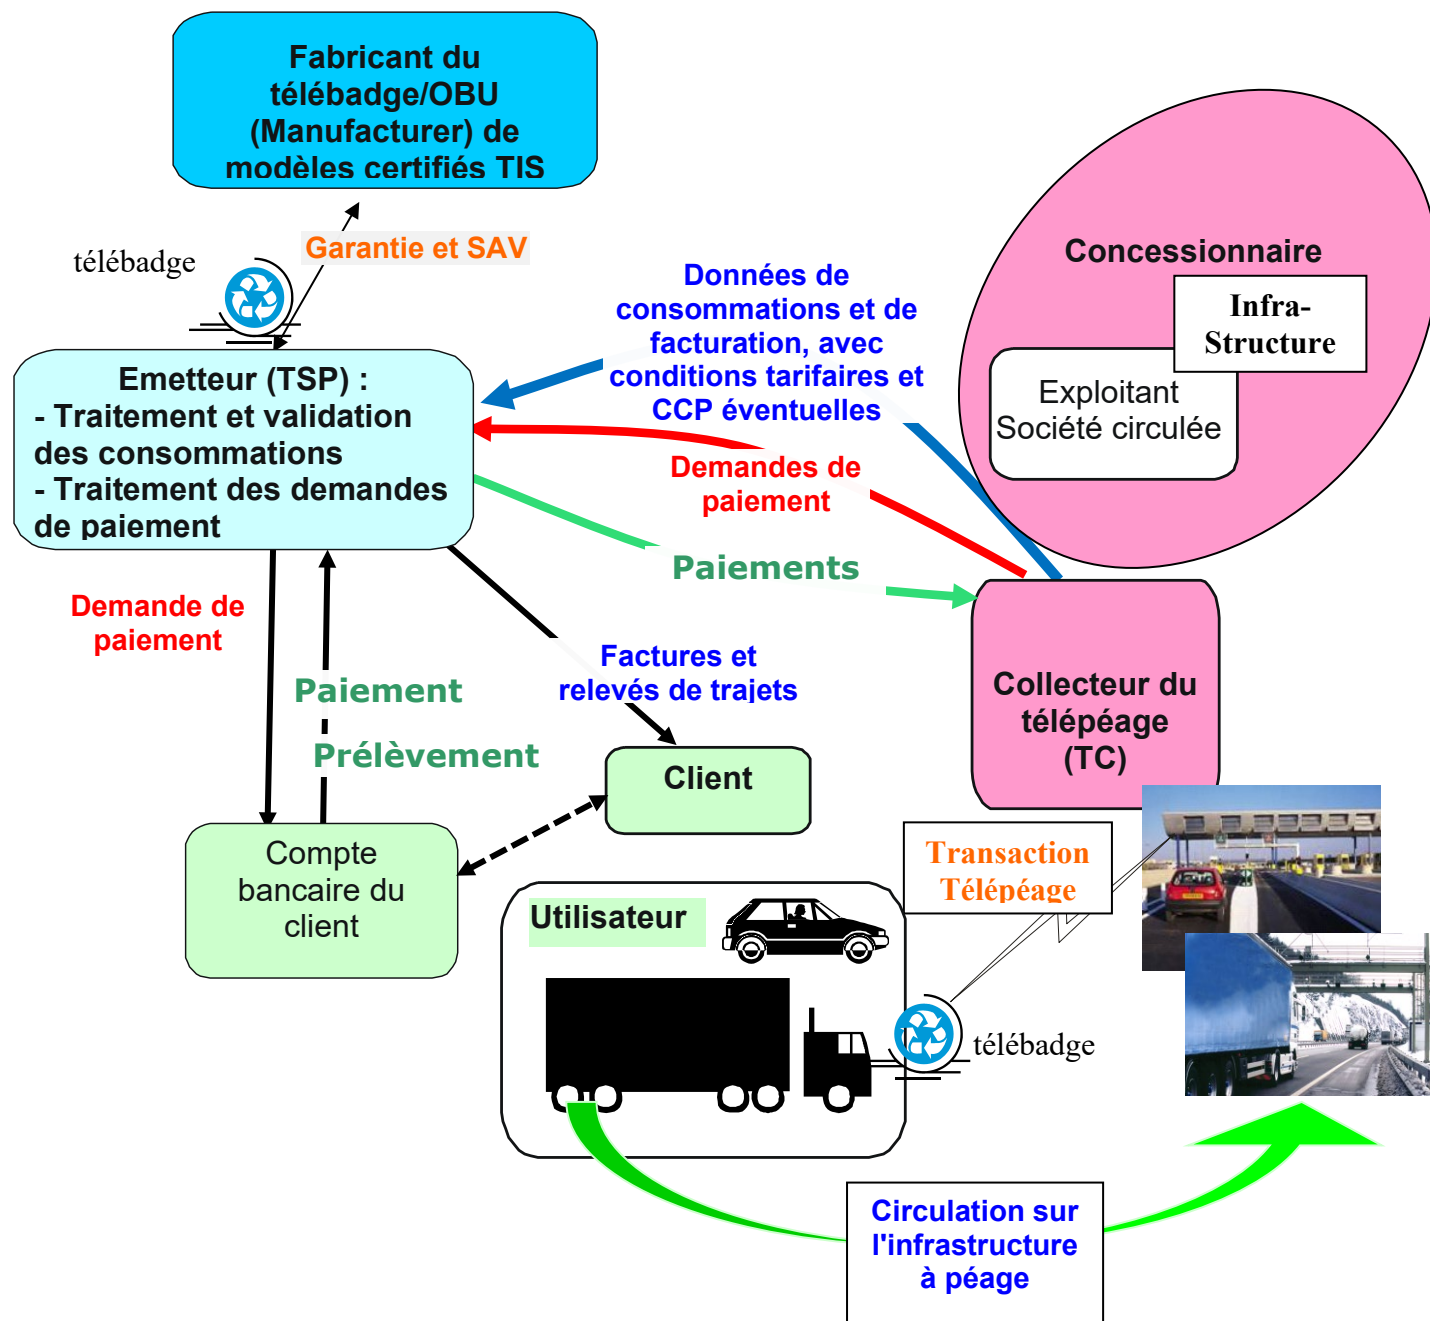 Fabricant du
télébadge/OBU
(Manufacturer) de
modèles certifiés TIS
télébadge
Garantie et SAV
Concessionnaire
Infra-
Structure
Exploitant
Société circulée
Données de
consommations et de
facturation, avec
conditions tarifaires et
CCP éventuelles
Emetteur (TSP) :
- Traitement et validation
des consommations
- Traitement des demandes
de paiement
Demandes de
paiement
Paiements
Demande de
paiement
Paiement
Prélèvement
Factures et
relevés de trajets
Collecteur du
télépéage
(TC)
Client
Compte
bancaire du
client
Transaction
Télépéage
Utilisateur
télébadge
Circulation sur
l'infrastructure
à péage